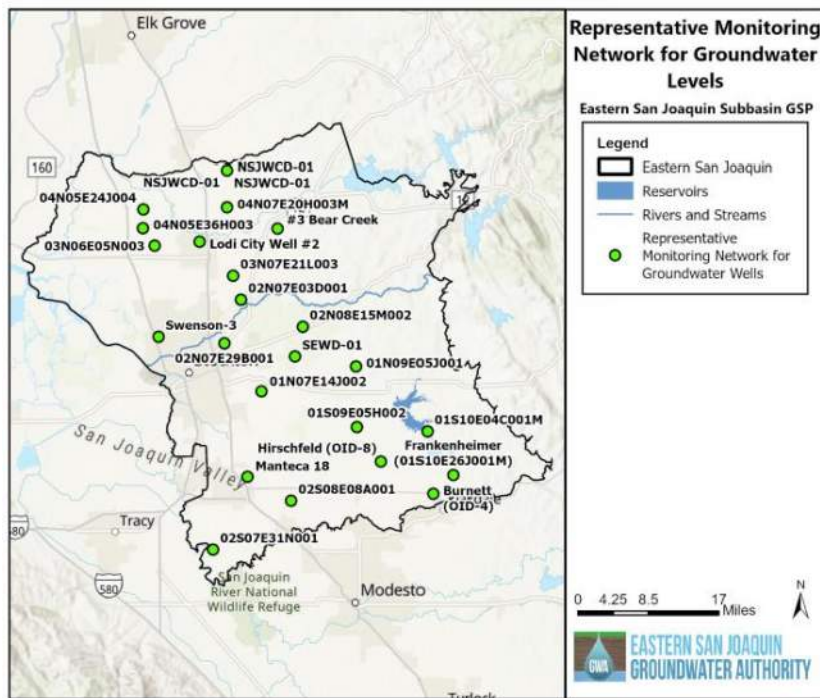 Elk Grove
160
NSJWCD-01
NSJWCD-01
NSJWCD-01
04N05E24J004
04N07E20H003M
04N05E36H003
#3 Bear Creek
03N06E05N003
Lodi City Well #2
03N07E21L003
02N07E03D001
02N08E15M002
Swenson-3
SEWD-01
02N07E29B001
01N09E05J001
01N07E14J002
01S09E05H002
01S10E04C001M
San Joaquin Valley
Hirschfeld (OID-8)
Frankenheimer
(01S10E26J001M)
Manteca 18
02S08E08A001
Burnett
(OID-4)
Tracy
580
02S07E31N001
580
San Joaquin
River National
Wildlife Refuge
Modesto
Turlock
Representative Monitoring
Network for Groundwater
Levels
Eastern San Joaquin Subbasin GSP
Legend
Eastern San Joaquin
Reservoirs
Rivers and Streams
Representative
Monitoring Network for
Groundwater Wells
N
0 4.25 8.5 17
Miles
GWA
EASTERN SAN JOAQUIN
GROUNDWATER AUTHORITY